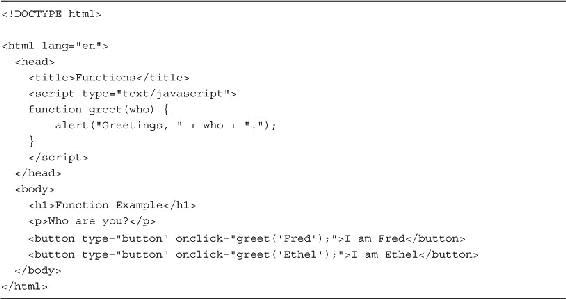 <!DOCTYPE html>
<html lang="en">
<head>
<title>Functions</title>
<script type="text/javascript">
function greet(who) {
alert("Greetings, " + who + ".");
}
</script>
</head>
<body>
<h1>Function Example</h1>
<p>Who are you?</p>
<button type="button" onclick="greet('Fred');">I am Fred</button>
<button type="button" onclick="greet('Ethel');">I am Ethel</button>
</body>
</html>